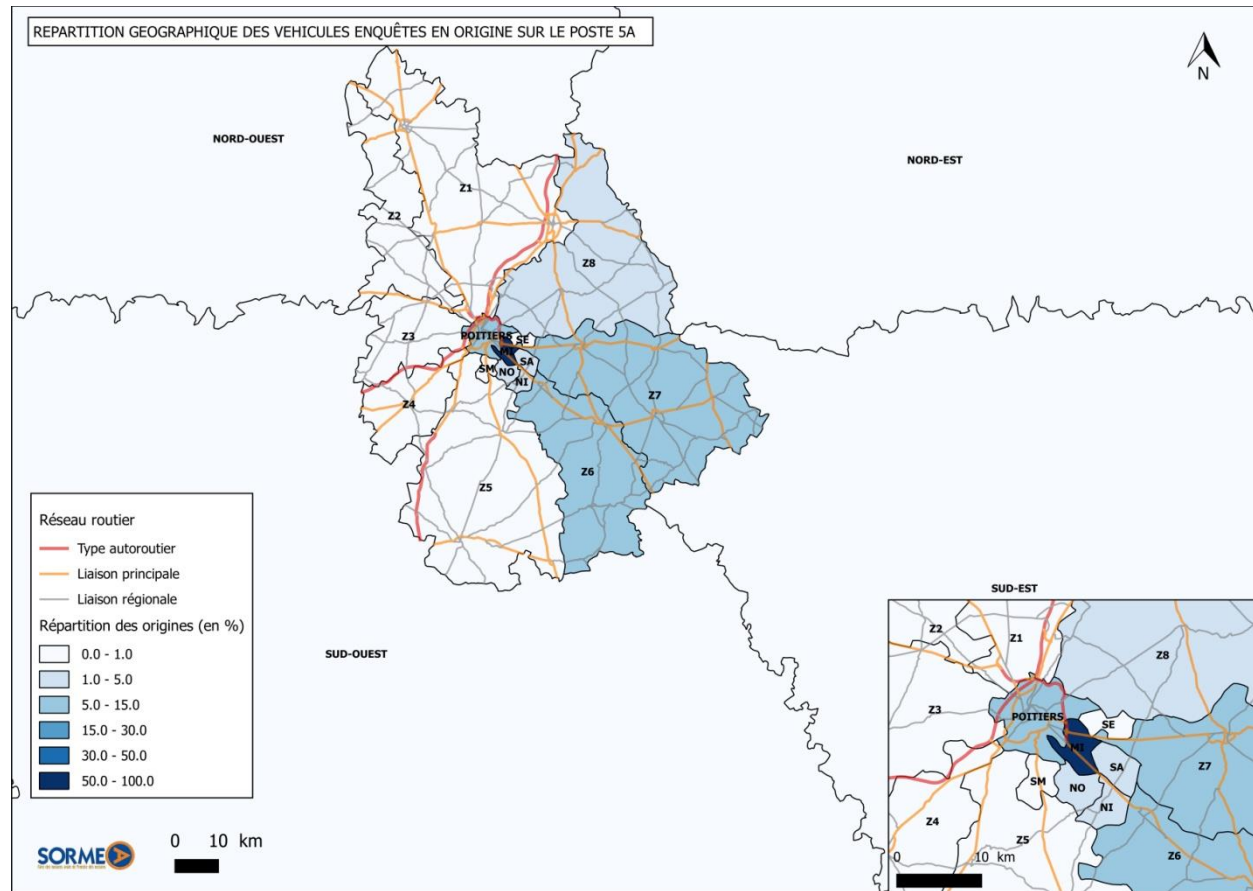 REPARTITION GEOGRAPHIQUE DES VEHICULES ENQUÊTES EN ORIGINE SUR LE POSTE 5A
N
NORD-OUEST
NORD-EST
Z1
Z2
Z8
Z3
POITIERS
SE
MI
SA
SM
NO
NI
Z4
Z7
Z6
Z5
SUD-OUEST
SUD-EST
Réseau routier
Type autoroutier
Liaison principale
Liaison régionale
Répartition des origines (en %)
0.0 - 1.0
1.0 - 5.0
5.0 - 15.0
15.0 - 30.0
30.0 - 50.0
50.0 - 100.0
SORMEA
0 10 km
Z2
Z1
Z8
Z3
POITIERS
SE
MI
Z7
SA
SM
NO
NI
Z4
Z5
Z6
0 10 km